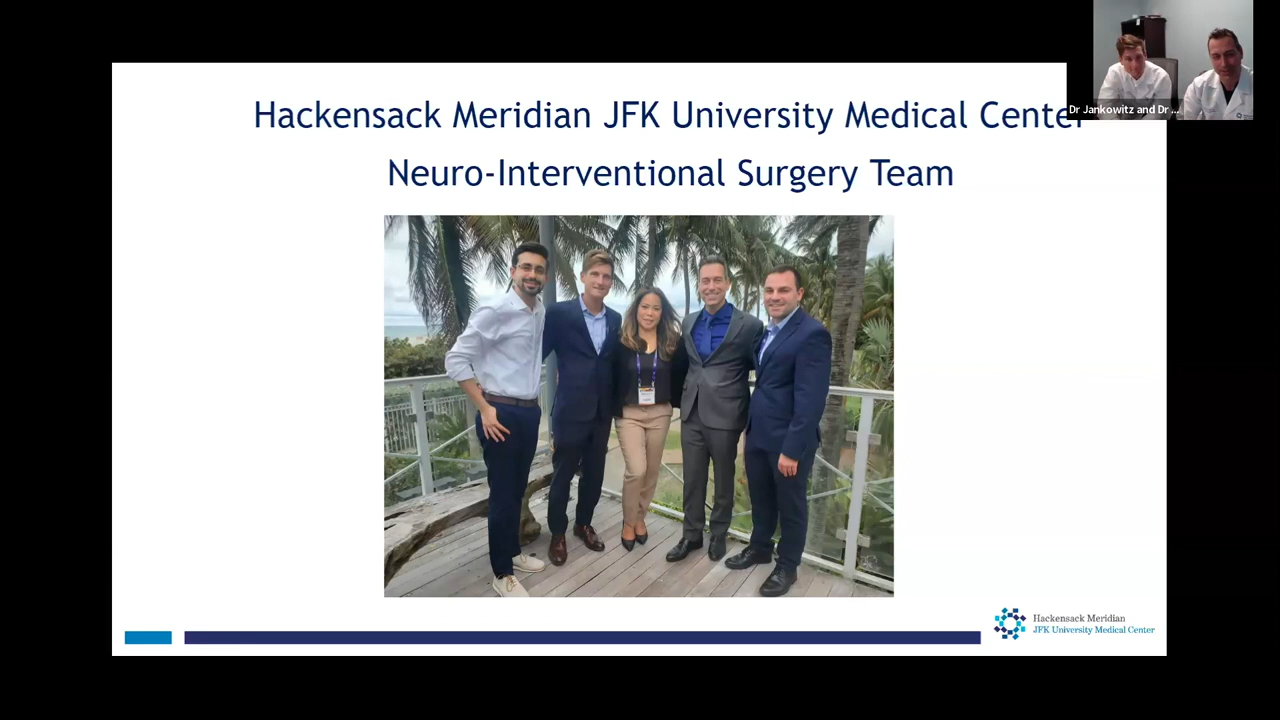 Hackensack Meridian JFK University Medical Center
Dr Jankowitz and Dr ...
Neuro-Interventional Surgery Team
Hackensack Meridian
JFK University Medical Center